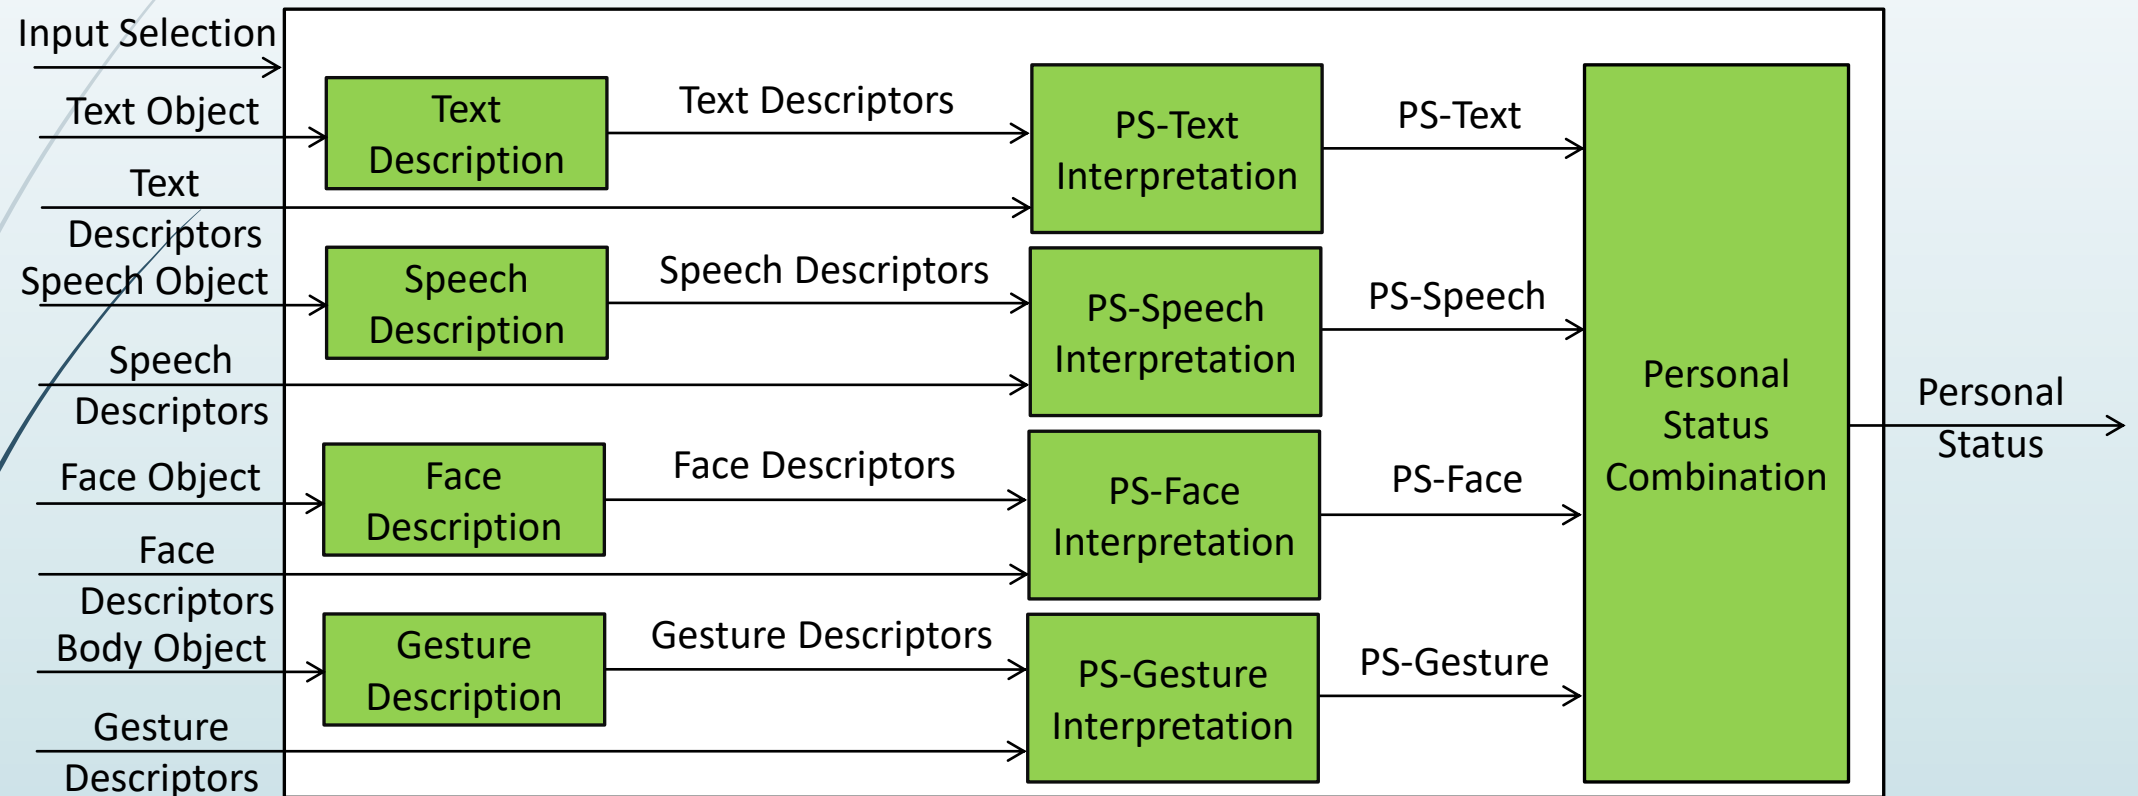 Input Selection
Text Object
Text
Descriptors
Speech Object
Speech
Descriptors
Face Object
Face
Descriptors
Body Object
Gesture
Descriptors
Text
Description
Speech
Description
Face
Description
Gesture
Description
Text Descriptors
Speech Descriptors
Face Descriptors
Gesture Descriptors
PS-Text
Interpretation
PS-Speech
Interpretation
PS-Face
Interpretation
PS-Gesture
Interpretation
PS-Text
PS-Speech
PS-Face
PS-Gesture
Personal
Status
Combination
Personal
Status